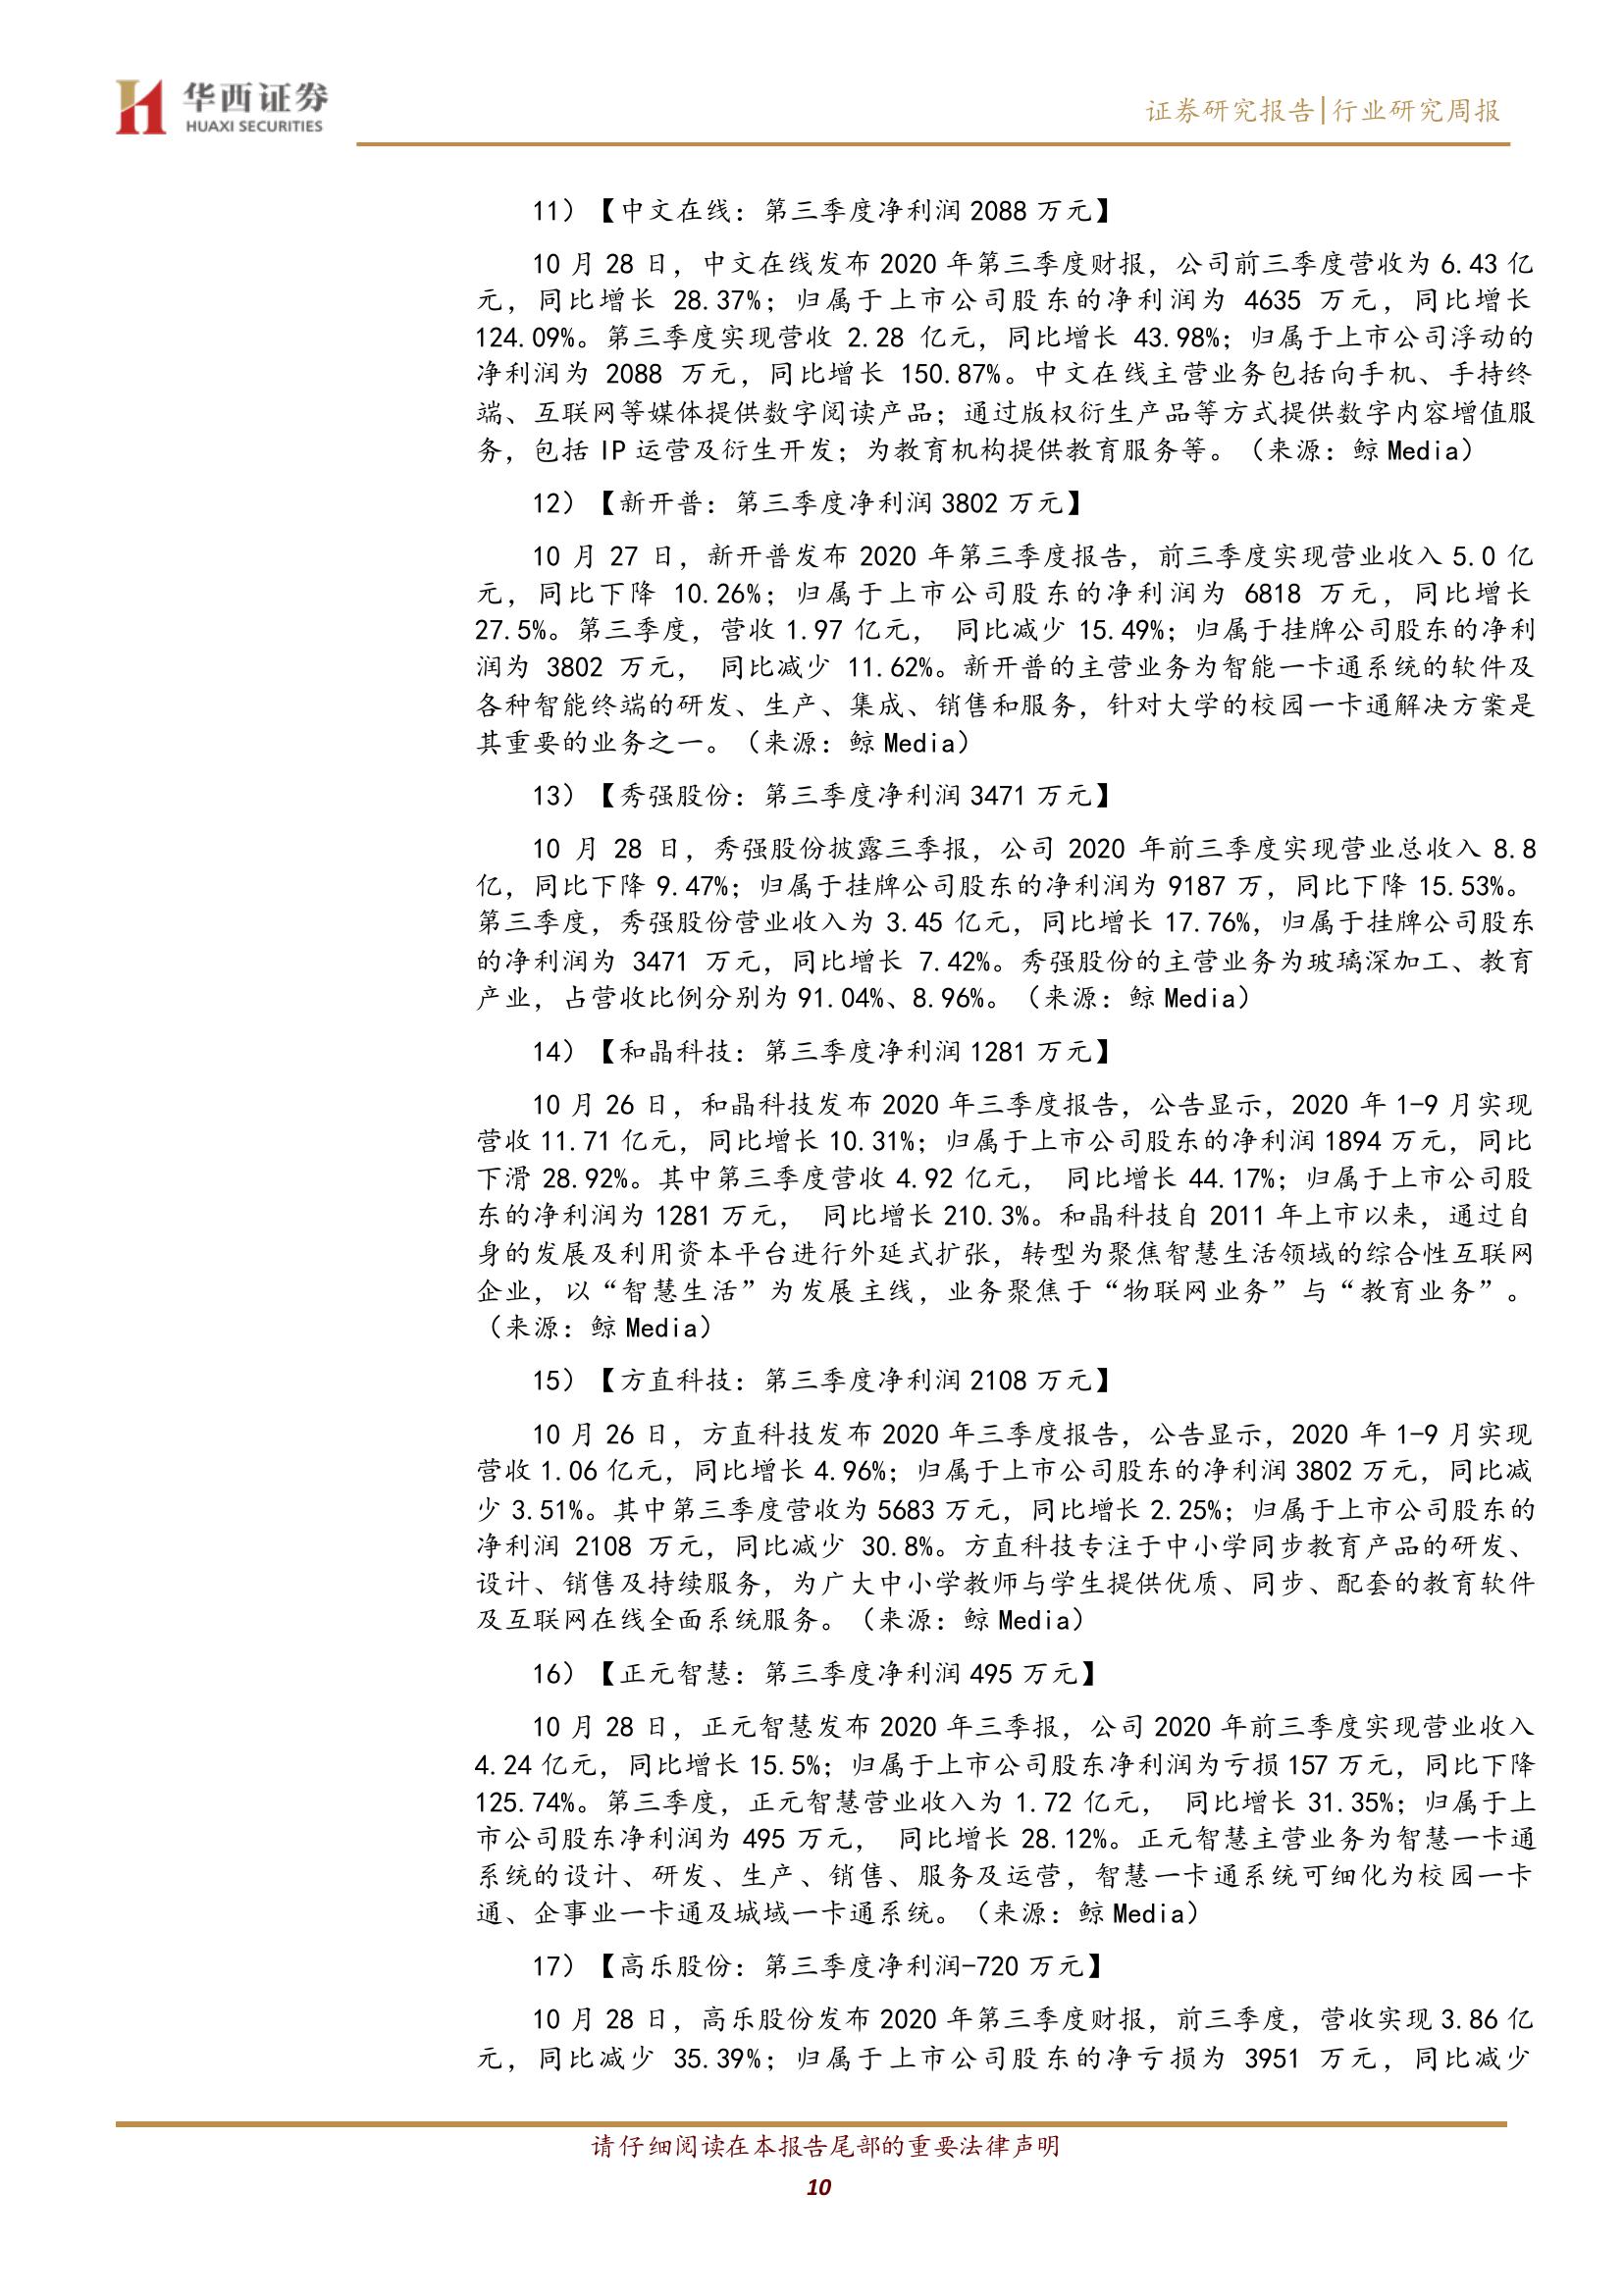 华西证券
HUAXI SECURITIES
证券研究报告|行业研究周报
11）【中文在线：第三季度净利润 2088 万元】
10 月 28 日，中文在线发布 2020 年第三季度财报，公司前三季度营收为 6.43 亿
元，同比增长 28.37%；归属于上市公司股东的净利润为 4635 万元，同比增长
124.09%。第三季度实现营收 2.28 亿元，同比增长 43.98%；归属于上市公司浮动的
净利润为 2088 万元，同比增长 150.87%。中文在线主营业务包括向手机、手持终
端、互联网等媒体提供数字阅读产品；通过版权衍生产品等方式提供数字内容增值服
务，包括 IP 运营及衍生开发；为教育机构提供教育服务等。（来源：鲸 Media）
12）【新开普：第三季度净利润 3802 万元】
10 月 27 日，新开普发布 2020 年第三季度报告，前三季度实现营业收入 5.0 亿
元，同比下降 10.26%；归属于上市公司股东的净利润为 6818 万元，同比增长
27.5%。第三季度，营收 1.97 亿元， 同比减少 15.49%；归属于挂牌公司股东的净利
润为 3802 万元， 同比减少 11.62%。新开普的主营业务为智能一卡通系统的软件及
各种智能终端的研发、生产、集成、销售和服务，针对大学的校园一卡通解决方案是
其重要的业务之一。（来源：鲸 Media）
13）【秀强股份：第三季度净利润 3471 万元】
10 月 28 日，秀强股份披露三季报，公司 2020 年前三季度实现营业总收入 8.8
亿，同比下降 9.47%；归属于挂牌公司股东的净利润为 9187 万，同比下降 15.53%。
第三季度，秀强股份营业收入为 3.45 亿元，同比增长 17.76%，归属于挂牌公司股东
的净利润为 3471 万元，同比增长 7.42%。秀强股份的主营业务为玻璃深加工、教育
产业，占营收比例分别为 91.04%、8.96%。（来源：鲸 Media）
14）【和晶科技：第三季度净利润 1281 万元】
10 月 26 日，和晶科技发布 2020 年三季度报告，公告显示，2020 年 1-9 月实现
营收 11.71 亿元，同比增长 10.31%；归属于上市公司股东的净利润 1894 万元，同比
下滑 28.92%。其中第三季度营收 4.92 亿元， 同比增长 44.17%；归属于上市公司股
东的净利润为 1281 万元， 同比增长 210.3%。和晶科技自 2011 年上市以来，通过自
身的发展及利用资本平台进行外延式扩张，转型为聚焦智慧生活领域的综合性互联网
企业，以“智慧生活”为发展主线，业务聚焦于“物联网业务”与“教育业务”。
（来源：鲸 Media）
15）【方直科技：第三季度净利润 2108 万元】
10 月 26 日，方直科技发布 2020 年三季度报告，公告显示，2020 年 1-9 月实现
营收 1.06 亿元，同比增长 4.96%；归属于上市公司股东的净利润 3802 万元，同比减
少 3.51%。其中第三季度营收为 5683 万元，同比增长 2.25%；归属于上市公司股东的
净利润 2108 万元，同比减少 30.8%。方直科技专注于中小学同步教育产品的研发、
设计、销售及持续服务，为广大中小学教师与学生提供优质、同步、配套的教育软件
及互联网在线全面系统服务。（来源：鲸 Media）
16）【正元智慧：第三季度净利润 495 万元】
10 月 28 日，正元智慧发布 2020 年三季报，公司 2020 年前三季度实现营业收入
4.24 亿元，同比增长 15.5%；归属于上市公司股东净利润为亏损 157 万元，同比下降
125.74%。第三季度，正元智慧营业收入为 1.72 亿元， 同比增长 31.35%；归属于上
市公司股东净利润为 495 万元， 同比增长 28.12%。正元智慧主营业务为智慧一卡通
系统的设计、研发、生产、销售、服务及运营，智慧一卡通系统可细化为校园一卡
通、企事业一卡通及城域一卡通系统。（来源：鲸 Media）
17）【高乐股份：第三季度净利润-720 万元】
10 月 28 日，高乐股份发布 2020 年第三季度财报，前三季度，营收实现 3.86 亿
元，同比减少 35.39%；归属于上市公司股东的净亏损为 3951 万元，同比减少
请仔细阅读在本报告尾部的重要法律声明
10